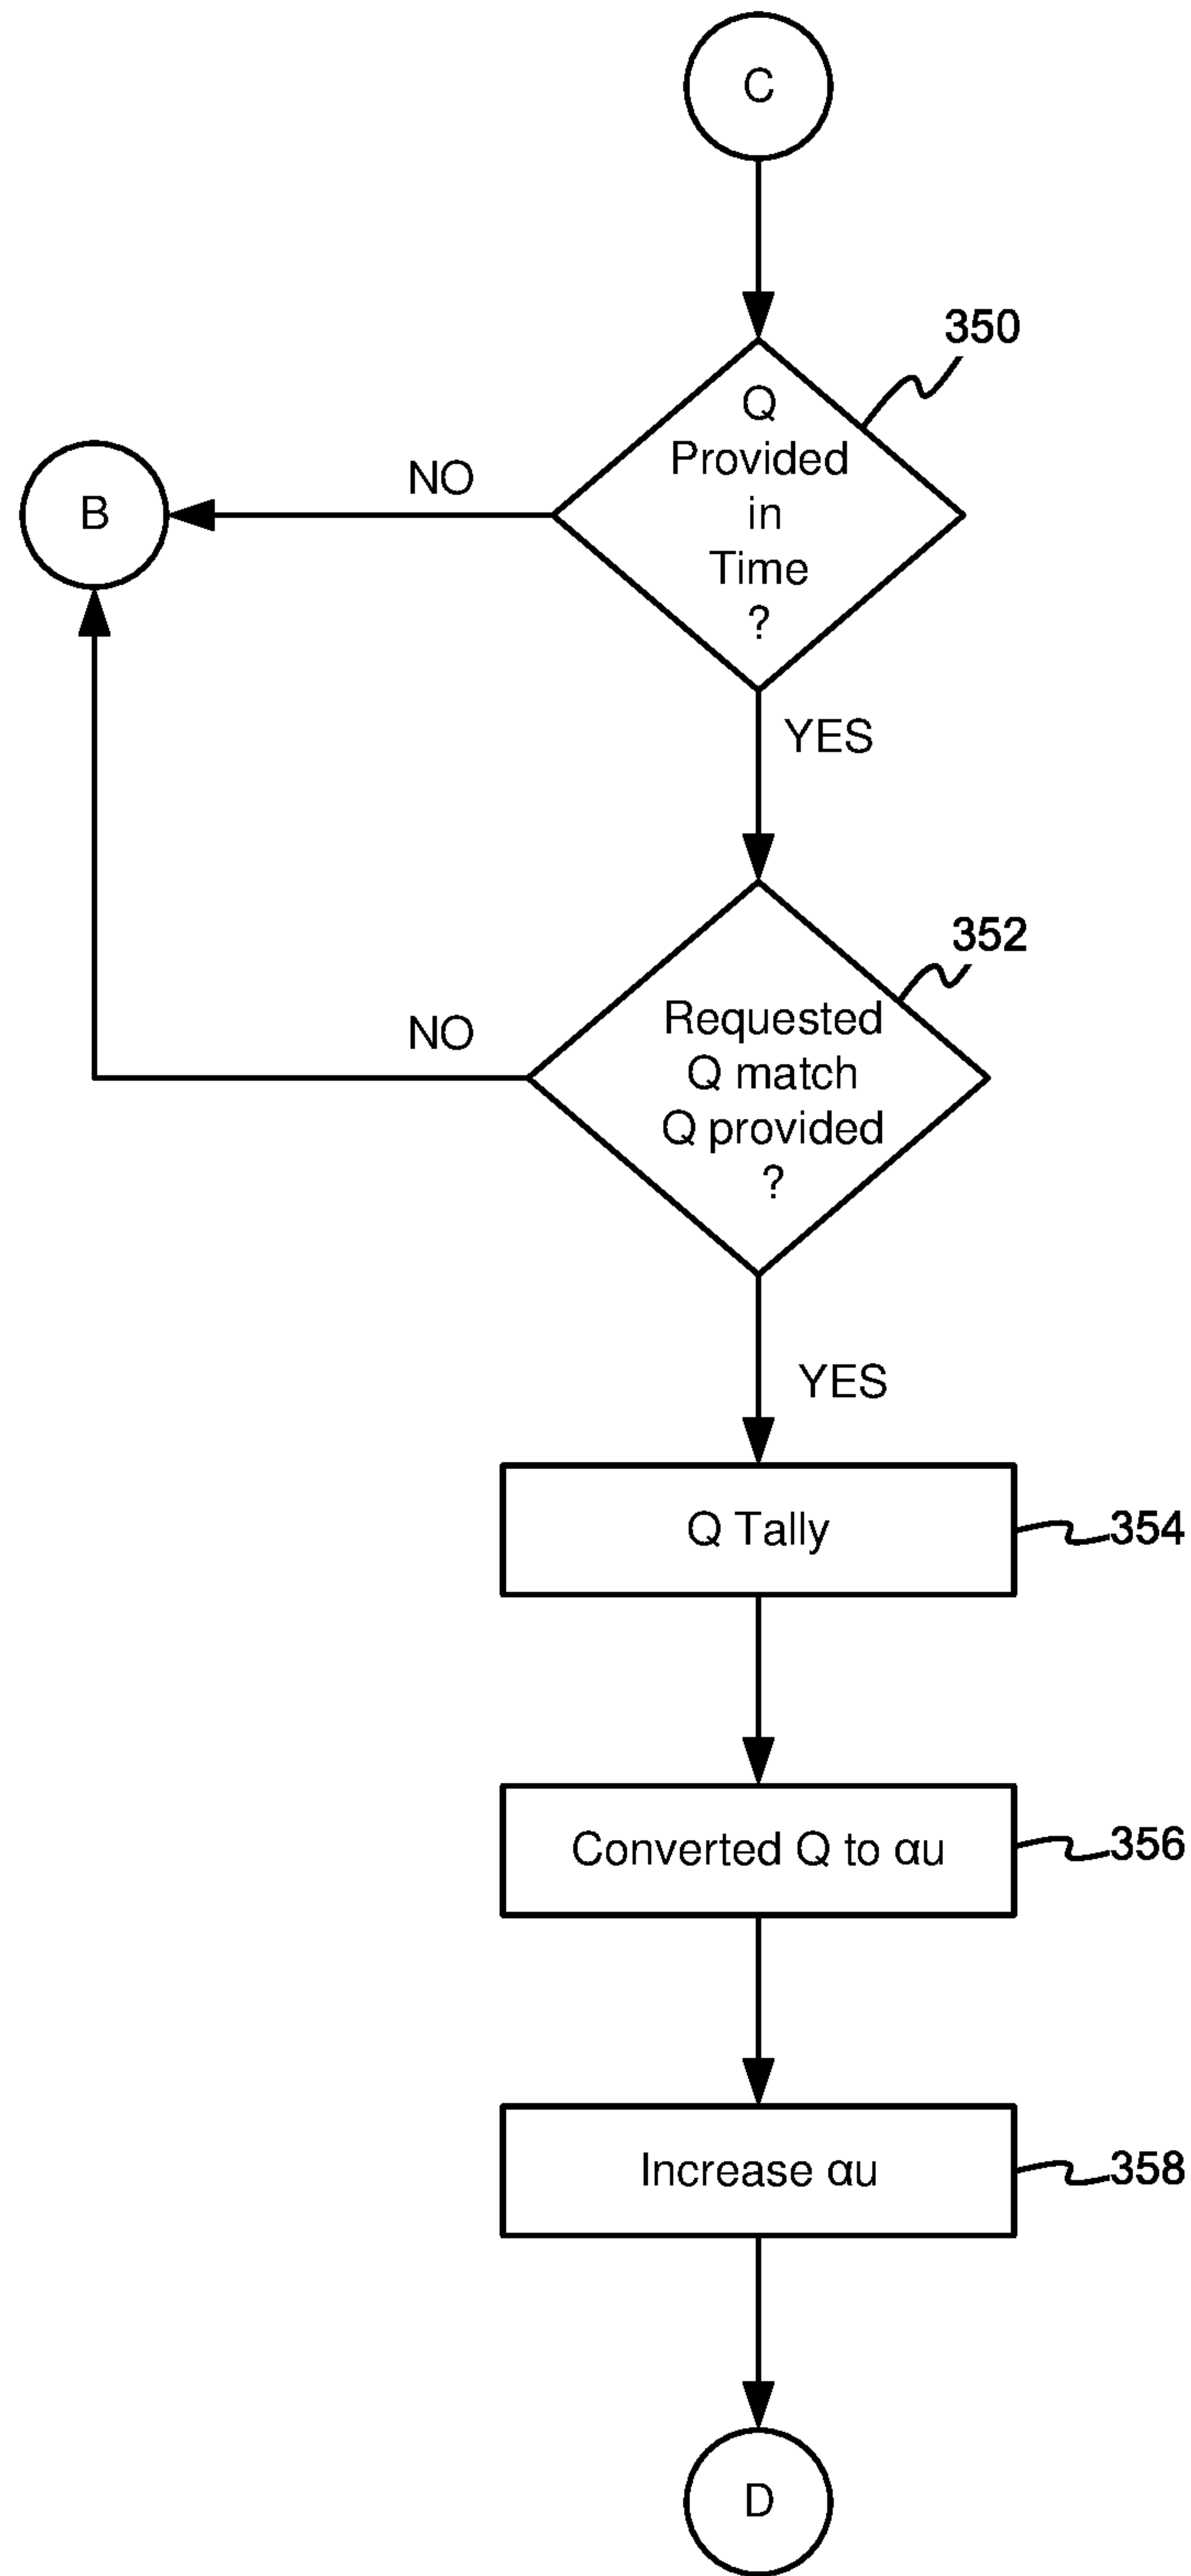 C
350
Q
Provided
in
Time
?
NO
B
YES
352
Requested
Q match
Q provided
?
NO
YES
Q Tally
354
Converted Q to αu
356
Increase αu
358
D